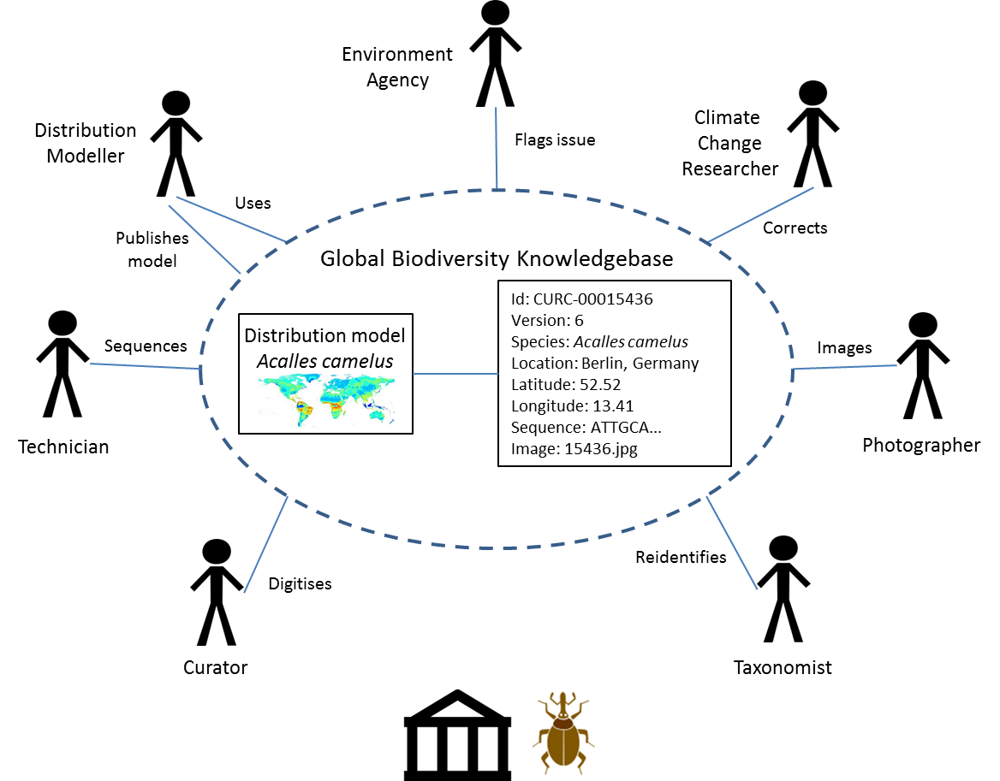 Environment
Agency
Flags issue
Climate
Change
Researcher
Corrects
Distribution
Modeller
Uses
Publishes
model
Global Biodiversity Knowledgebase
Distribution model
Acalles camelus
Id: CURC-00015436
Version: 6
Species: Acalles camelus
Location: Berlin, Germany
Latitude: 52.52
Longitude: 13.41
Sequence: ATTGCA...
Image: 15436.jpg
Sequences
Technician
Images
Photographer
Digitises
Curator
Reidentifies
Taxonomist